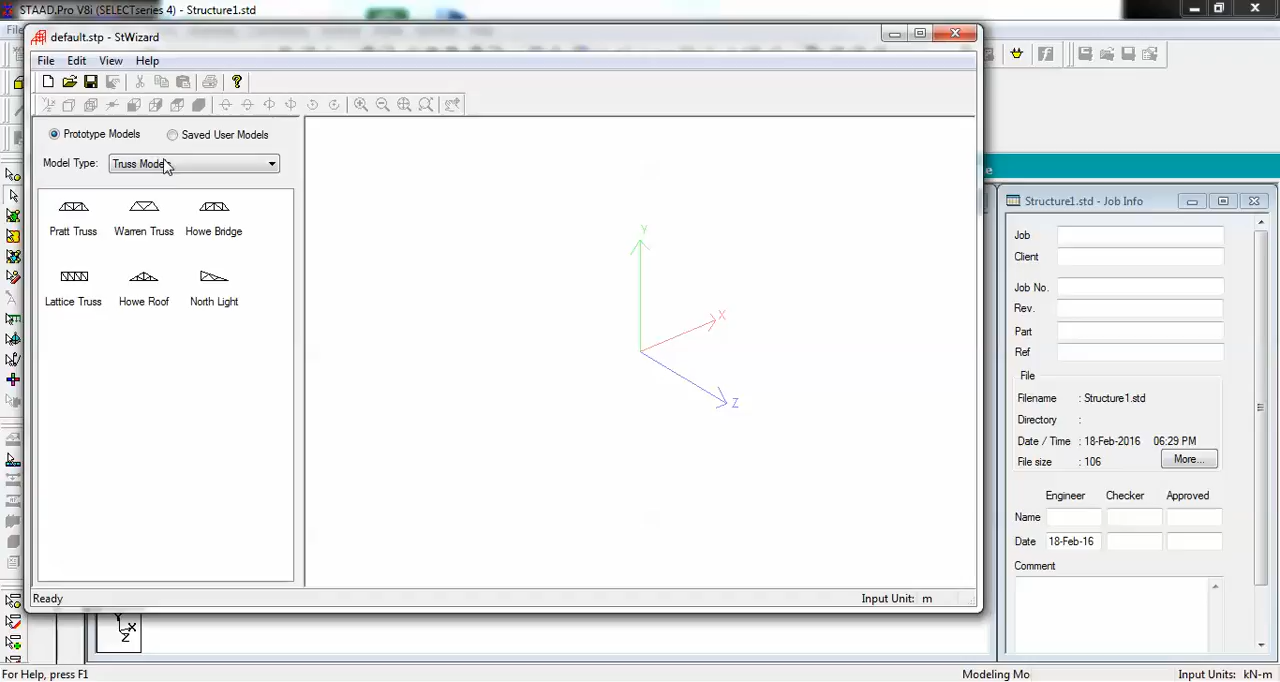 STAAD.Pro V8i (SELECTseries 4) - Structure1.std
default.stp - StWizard
File Edit View Help
Prototype Models Saved User Models
Model Type: Truss Models
Pratt Truss Warren Truss Howe Bridge
Lattice Truss Howe Roof North Light
Y
X
Z
Ready
Input Unit: m
Structure1.std - Job Info
Job
Client
Job No.
Rev.
Part
Ref
File
Filename : Structure1.std
Directory :
Date / Time : 18-Feb-2016 06:29 PM
File size : 106
More...
Engineer Checker Approved
Name
Date 18-Feb-16
Comment
Y
X
Z
For Help, press F1
Modeling Mo
Input Units: kN-m